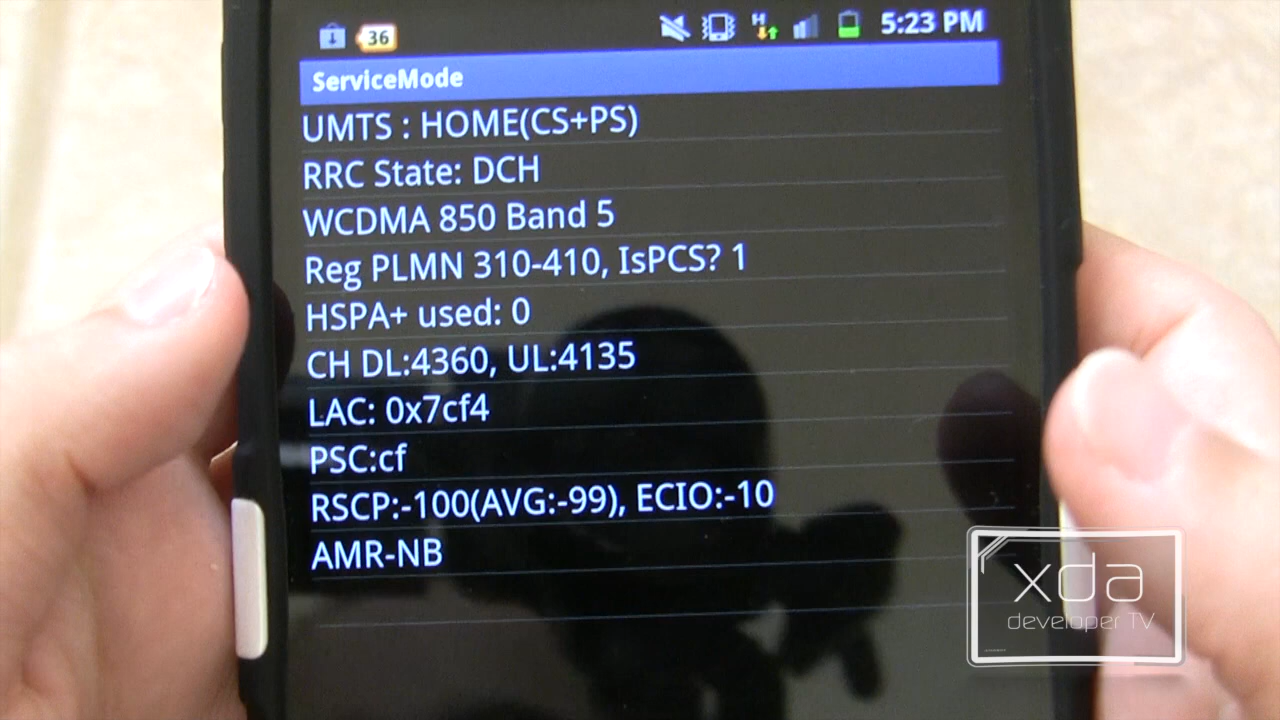 36 H 5:23 PM
ServiceMode
UMTS : HOME(CS+PS)
RRC State: DCH
WCDMA 850 Band 5
Reg PLMN 310-410, IsPCS? 1
HSPA+ used: 0
CH DL:4360, UL:4135
LAC: 0x7cf4
PSC:cf
RSCP:-100(AVG:-99), ECIO:-10
AMR-NB
xda
developer TV